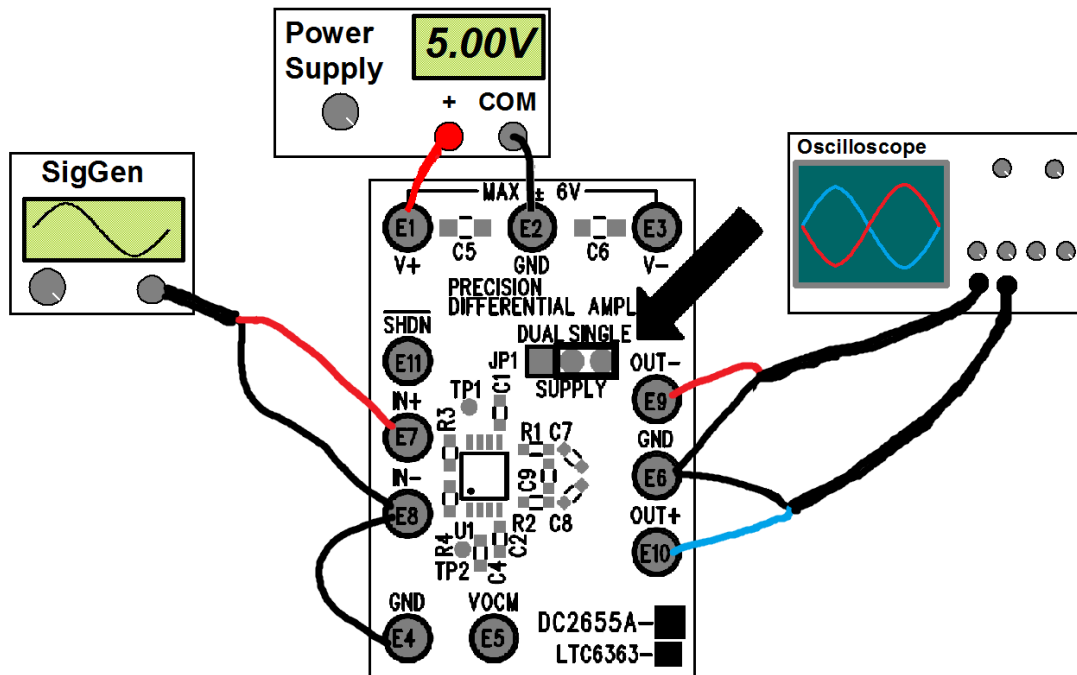 Power
Supply
5.00V
+ COM
SigGen
Oscilloscope
MAX ± 6V
E1
C5
E2
C6
E3
V+
GND
V-
PRECISION
DIFFERENTIAL AMPL
SHDN
DUAL SINGLE
E11
JP1
SUPPLY
OUT-
E9
IN+
TP1
C1
E7
R3
R1 C7
GND
E6
IN-
C9
E8
R2 C8
OUT+
E10
U1
R4
TP2
C4
C2
GND
VOCM
E4
E5
DC2655A-
LTC6363-